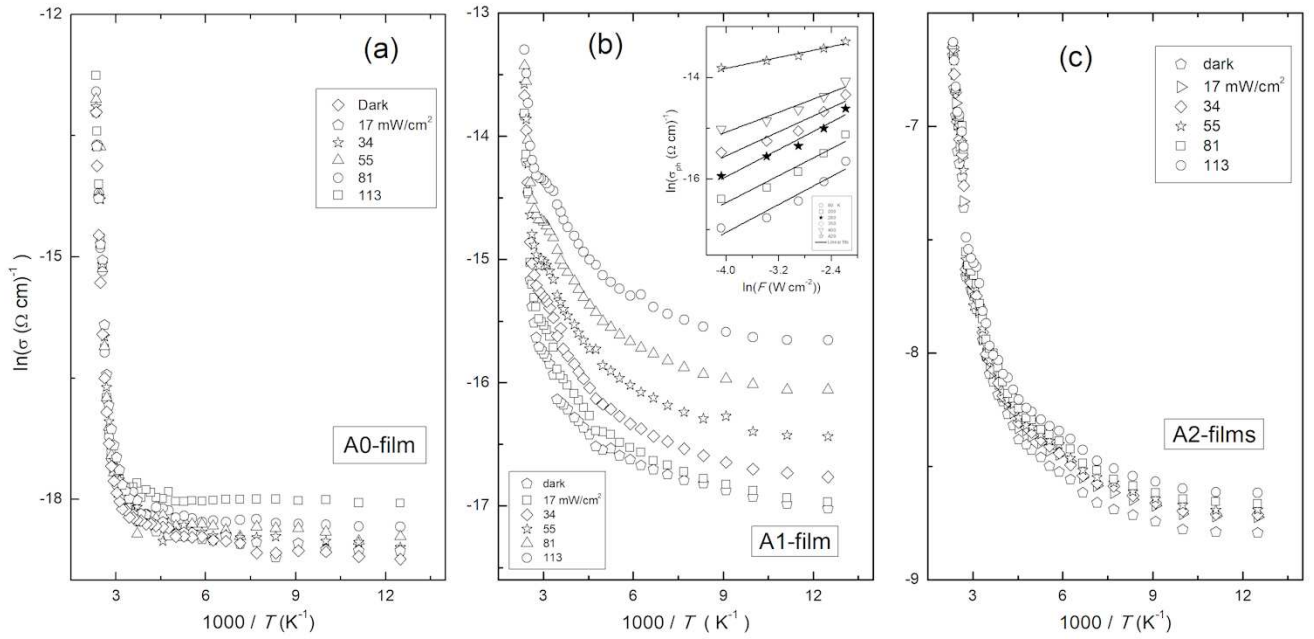 (a)
-12
-15
-18
ln(σ (Ω cm)⁻¹
Dark
17 mW/cm²
34
55
81
113
A0-film
3 6 9 12
1000 / T (K⁻¹)
(b)
-13
-14
-15
-16
-17
dark
17 mW/cm²
34
55
81
113
A1-film
3 6 9 12
1000 / T ( K⁻¹)
ln(σph (Ω cm)⁻¹
-14
-16
-4.0 -3.2 -2.4
ln(F (W cm⁻²))
Linear fits
(c)
-7
-8
-9
dark
17 mW/cm²
34
55
81
113
A2-films
3 6 9 12
1000 / T (K⁻¹)